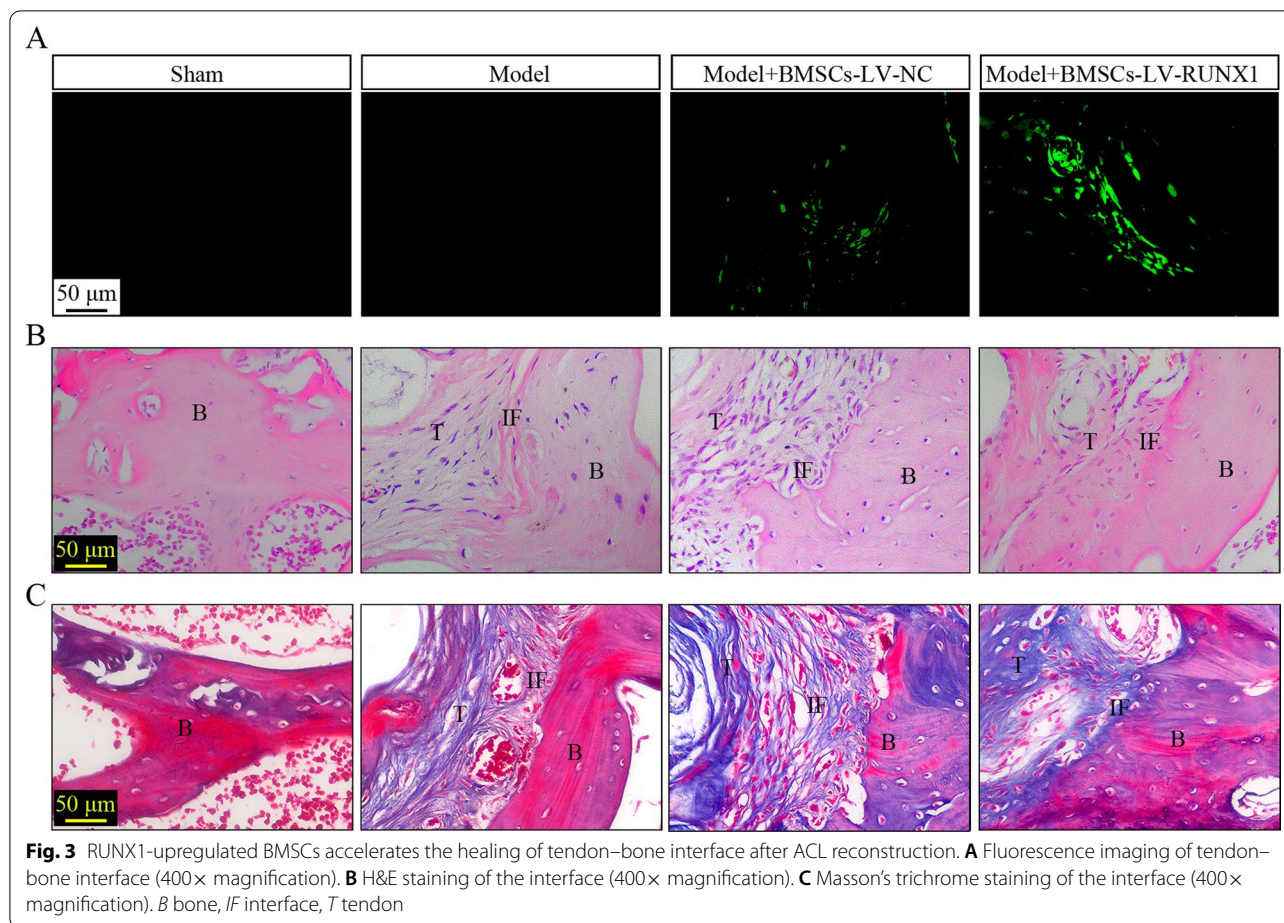 A
Sham
Model
Model+BMSCs-LV-NC
Model+BMSCs-LV-RUNX1
50 µm
B
B
T
IF
B
T
IF
B
T
IF
B
50 µm
C
B
T
IF
B
T
IF
B
T
IF
B
50 µm
Fig. 3 RUNX1-upregulated BMSCs accelerates the healing of tendon–bone interface after ACL reconstruction. A Fluorescence imaging of tendon–
bone interface (400× magnification). B H&E staining of the interface (400× magnification). C Masson's trichrome staining of the interface (400×
magnification). B bone, IF interface, T tendon